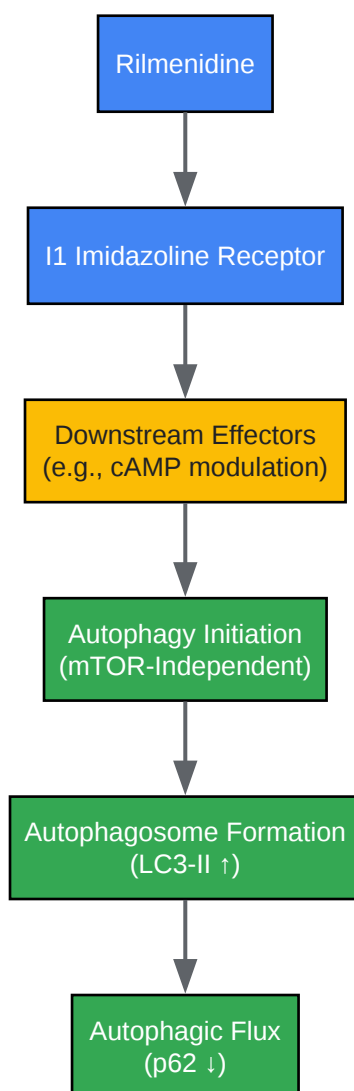 Rilmenidine
I1 Imidazoline Receptor
Downstream Effectors
(e.g., cAMP modulation)
Autophagy Initiation
(mTOR-Independent)
Autophagosome Formation
(LC3-II ↑)
Autophagic Flux
(p62 ↓)